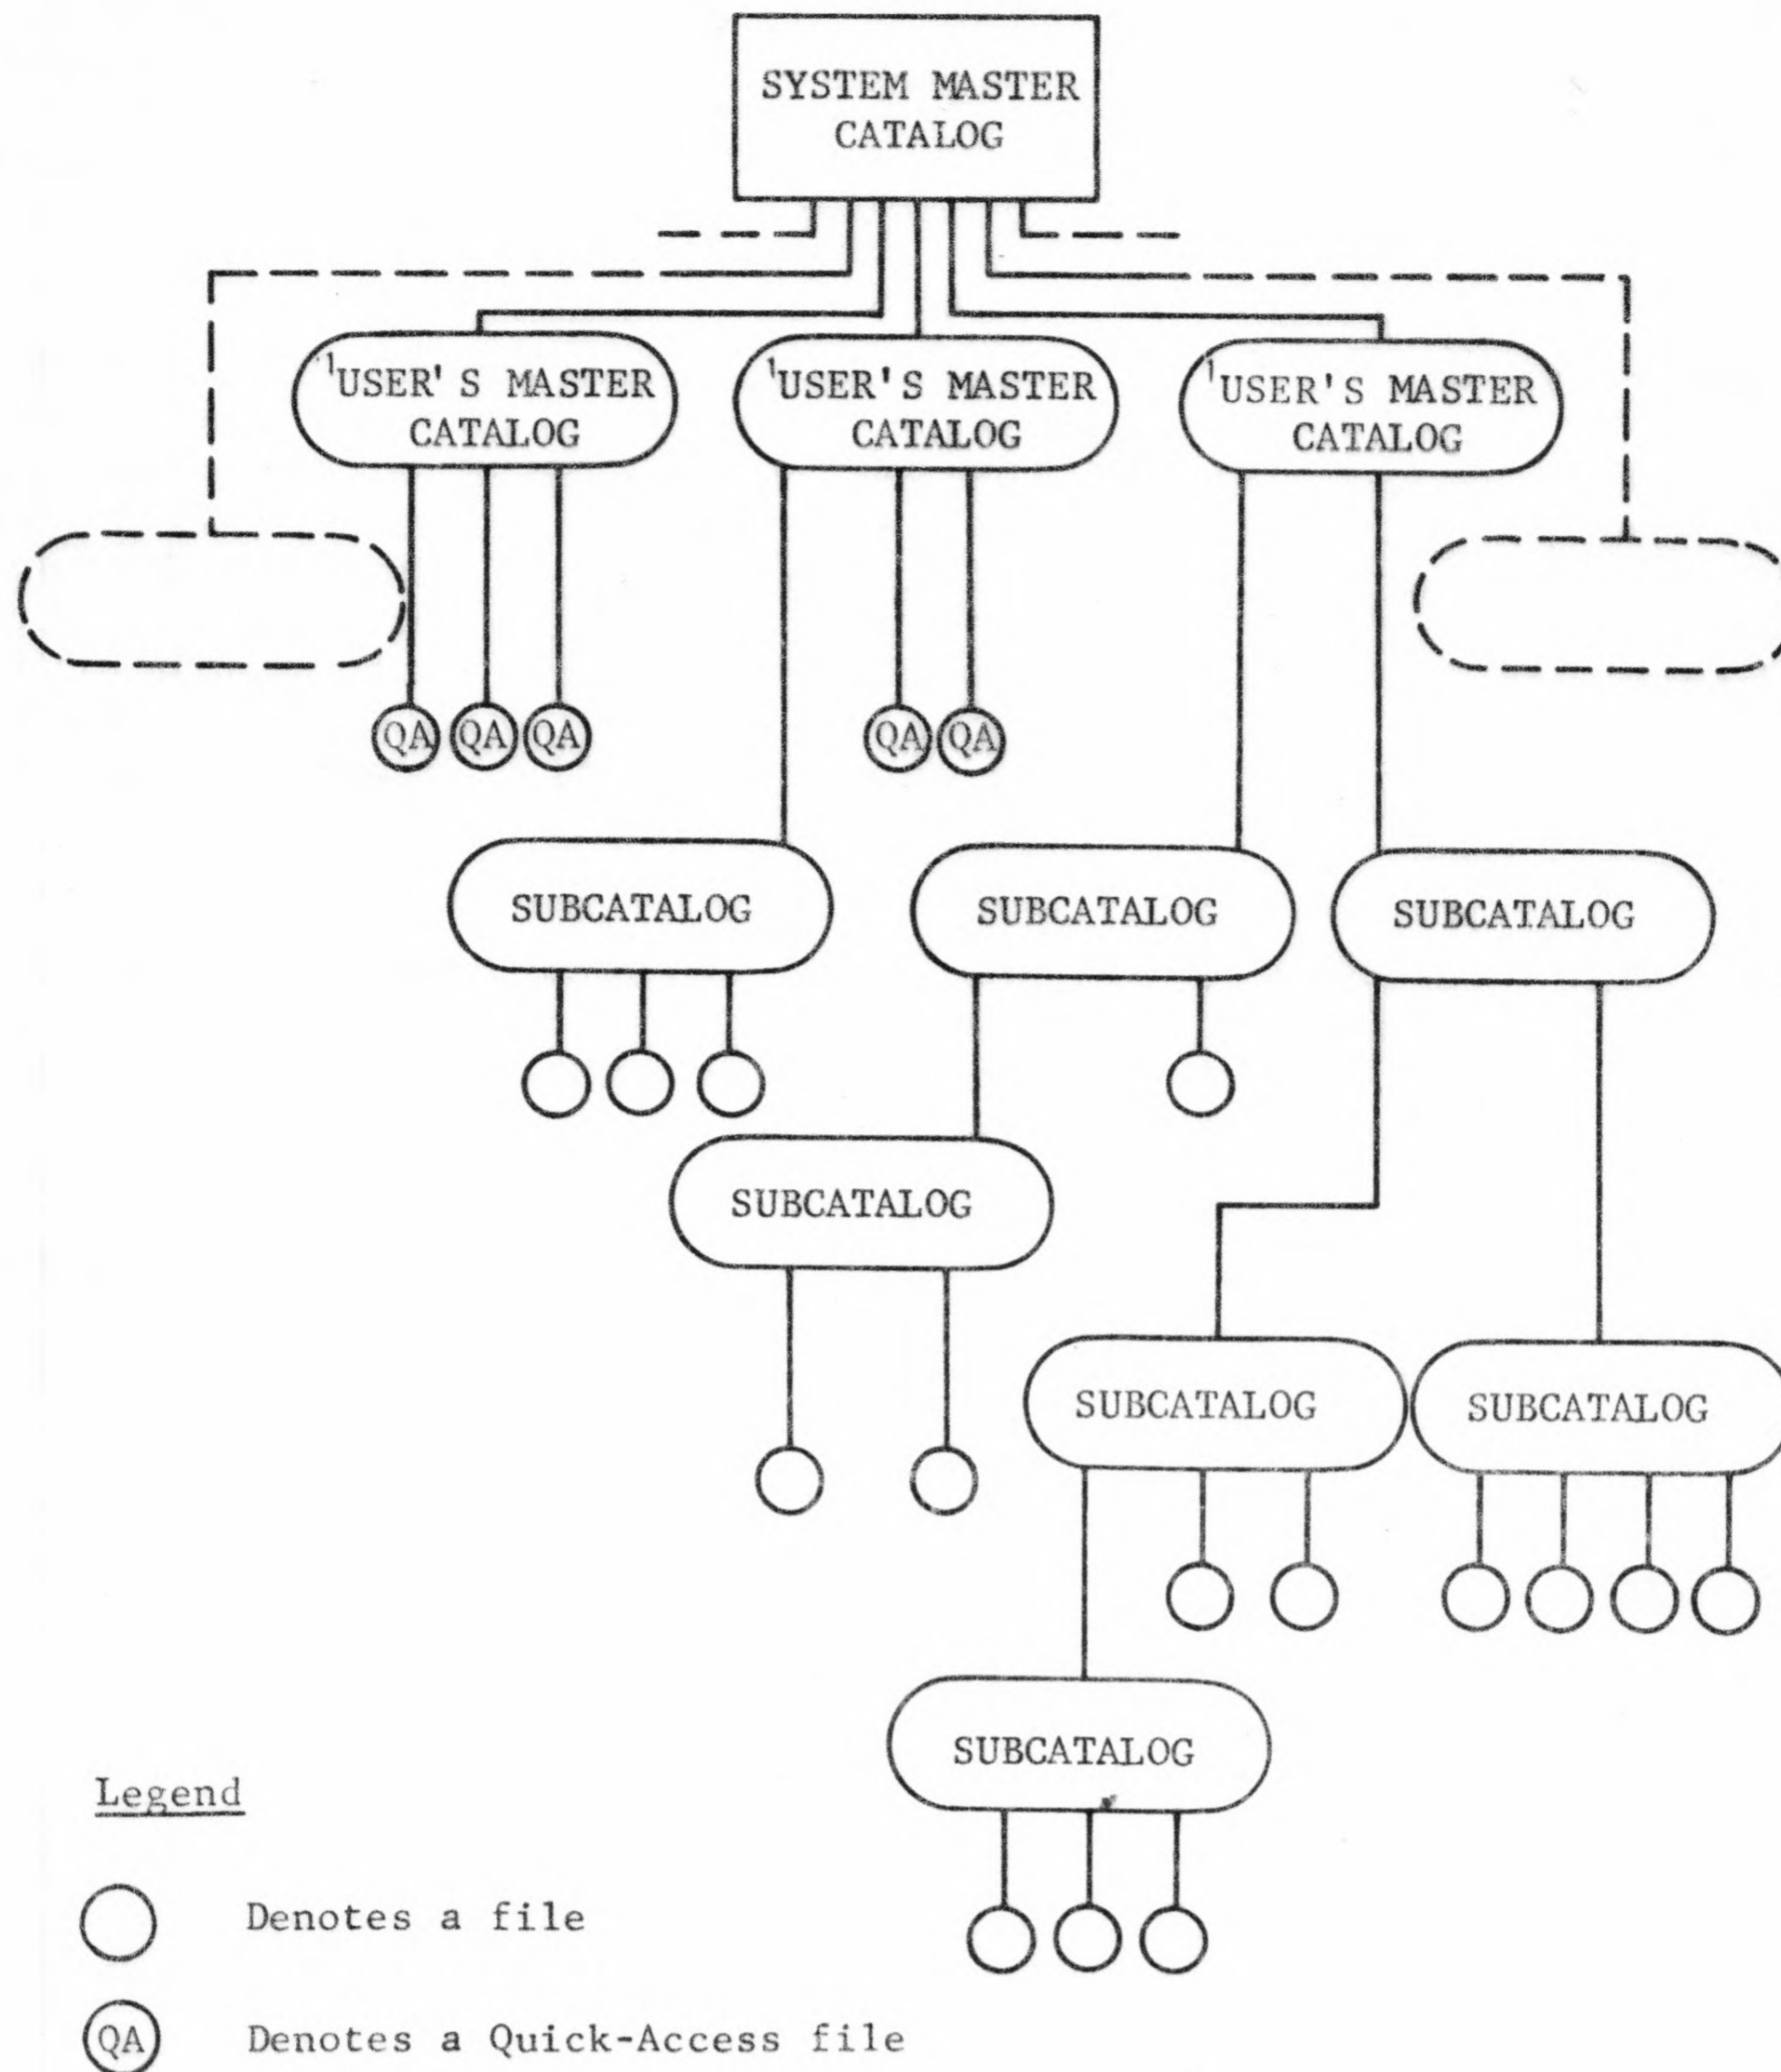 SYSTEM MASTER
CATALOG
¹USER'S MASTER
CATALOG
¹USER'S MASTER
CATALOG
¹USER'S MASTER
CATALOG
QA QA QA
QA QA
SUBCATALOG
SUBCATALOG
SUBCATALOG
SUBCATALOG
SUBCATALOG
SUBCATALOG
SUBCATALOG
Legend
Denotes a file
QA Denotes a Quick-Access file